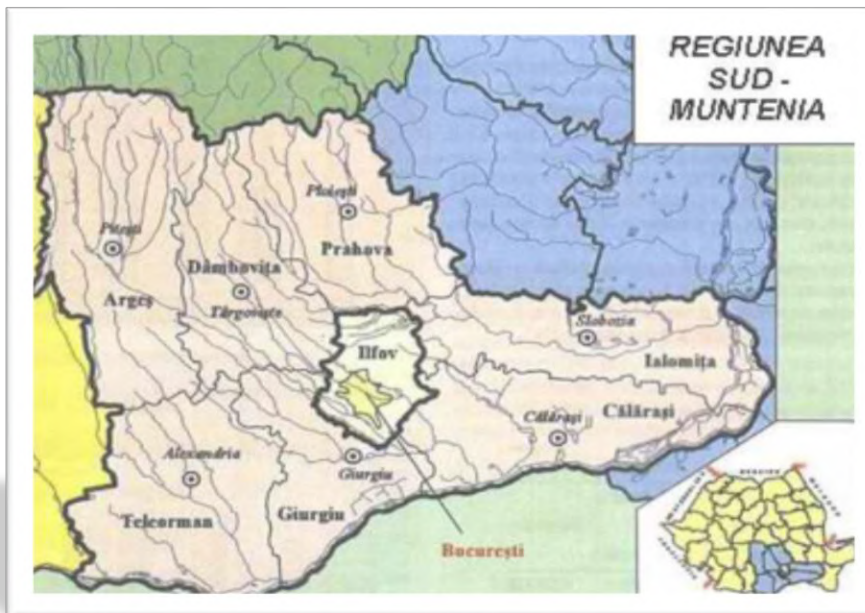 REGIUNEA
SUD -
MUNTENIA
Ploiești
Prahova
Pitești
Dâmbovița
Argeș
Târgoviște
Slobozia
Ilfov
Ialomița
Călărași
Călărași
Alexandria
Giurgiu
Teleorman
Giurgiu
București